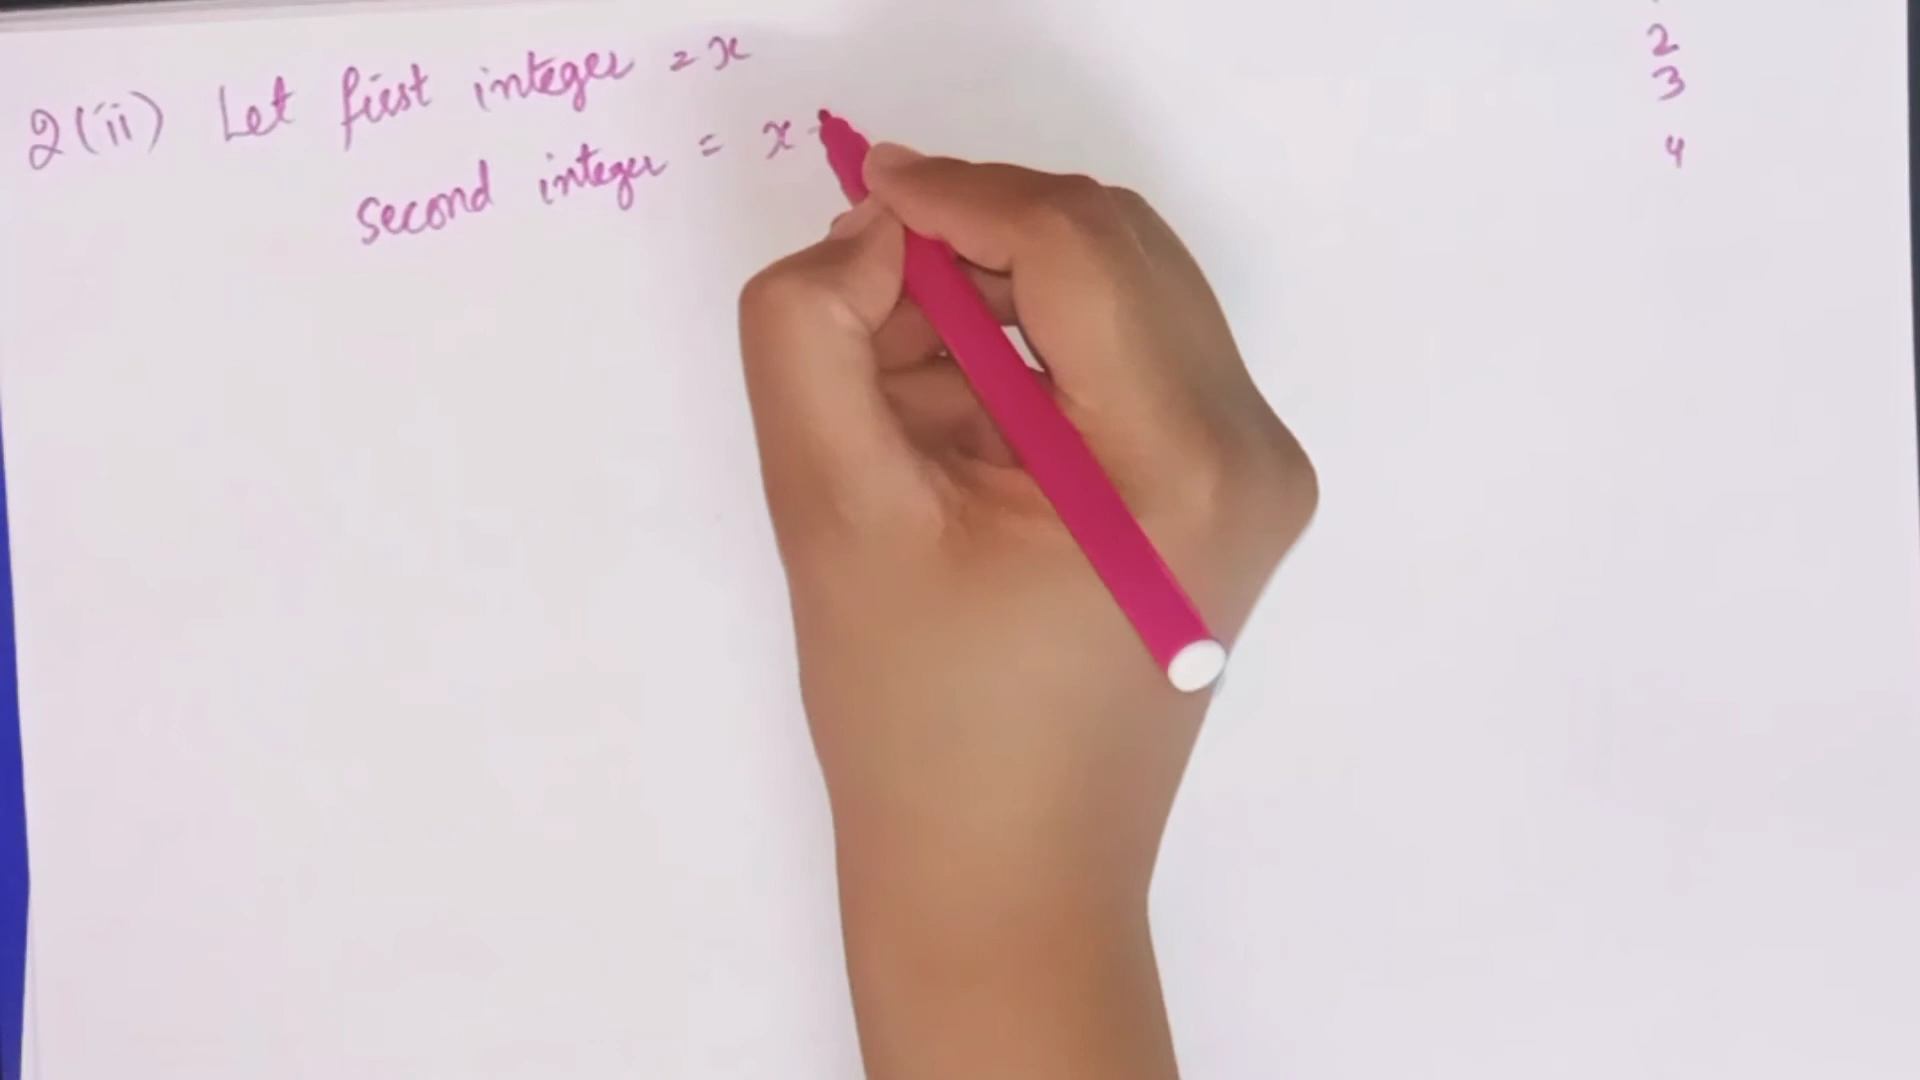 2(ii) Let first integer = x
second integer = x
2
3
4